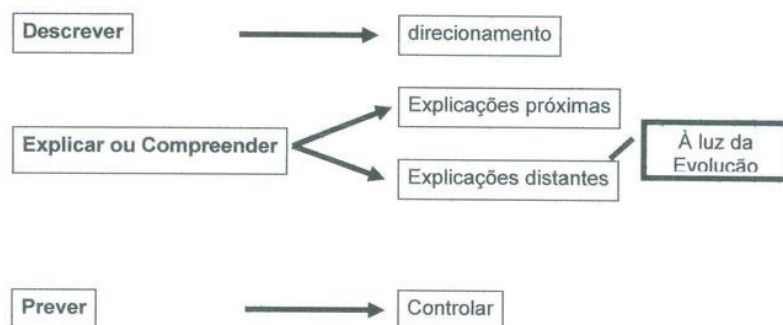 Descrever
direcionamento
Explicações próximas
Explicar ou Compreender
Explicações distantes
À luz da
Evolução
Prever
Controlar